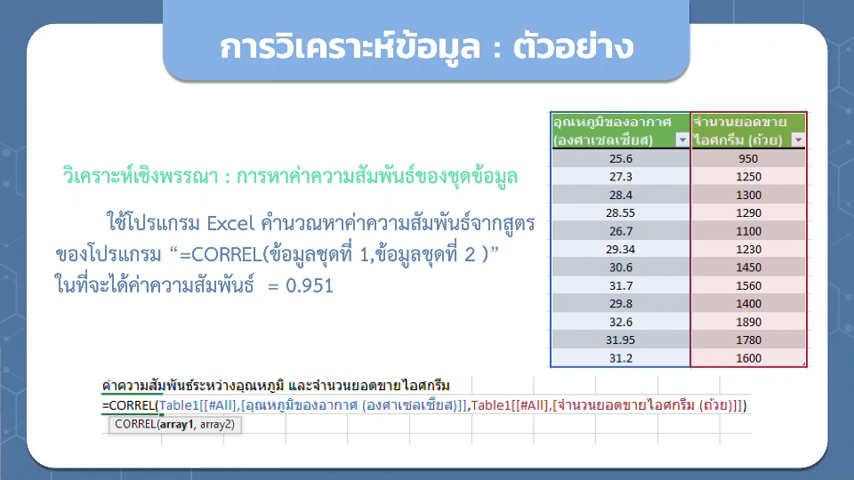 การวิเคราะห์ข้อมูล : ตัวอย่าง
วิเคราะห์เชิงพรรณา : การหาค่าความสัมพันธ์ของชุดข้อมูล
ใช้โปรแกรม Excel คำนวณหาค่าความสัมพันธ์จากสูตร
ของโปรแกรม “=CORREL(ข้อมูลชุดที่ 1,ข้อมูลชุดที่ 2 )”
ในที่จะได้ค่าความสัมพันธ์ = 0.951
อุณหภูมิของอากาศ (องศาเซลเซียส) จำนวนยอดขาย ไอศกรีม (ถ้วย)
25.6 950
27.3 1250
28.4 1300
28.55 1290
26.7 1100
29.34 1230
30.6 1450
31.7 1560
29.8 1400
32.6 1890
31.95 1780
31.2 1600
ค่าความสัมพันธ์ระหว่างอุณหภูมิ และจำนวนยอดขายไอศกรีม
=CORREL(Table1[[#All],[อุณหภูมิของอากาศ (องศาเซลเซียส)]],Table1[[#All],[จำนวนยอดขายไอศกรีม (ถ้วย)]])
CORREL(array1, array2)